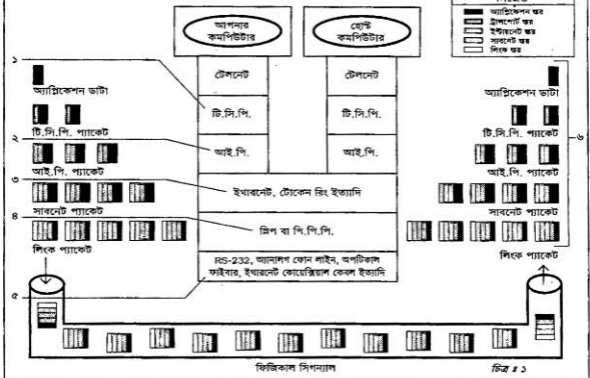 অ্যাপ্লিকেশন স্তর
ট্রান্সপোর্ট স্তর
ইন্টারনেট স্তর
সাবনেট স্তর
লিংক স্তর
আপনার
কমপিউটার
হোস্ট
কমপিউটার
১
টেলনেট
টেলনেট
অ্যাপ্লিকেশন ডাটা
অ্যাপ্লিকেশন ডাটা
টি.সি.পি.
টি.সি.পি.
টি.সি.পি. প্যাকেট
টি.সি.পি. প্যাকেট
২
৬
আই.পি.
আই.পি.
আই.পি. প্যাকেট
আই.পি. প্যাকেট
৩
ইথারনেট, টোকেন রিং ইত্যাদি
সাবনেট প্যাকেট
সাবনেট প্যাকেট
৪
স্লিপ বা পি.পি.পি.
লিংক প্যাকেট
লিংক প্যাকেট
RS-232, অ্যানালগ ফোন লাইন, অপটিকাল
ফাইবার, ইথারনেট কোয়েক্সিয়াল কেবল ইত্যাদি
৫
ফিজিকাল সিগন্যাল
চিত্র ঃ ১